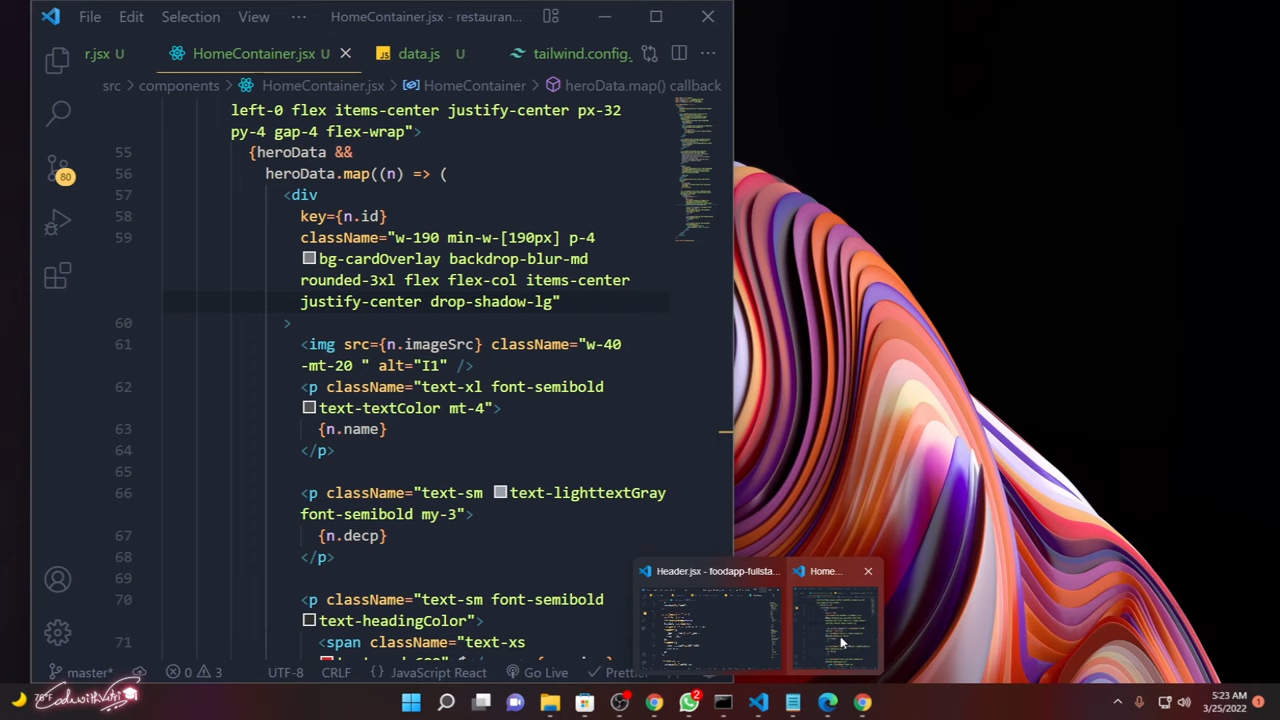 File Edit Selection View ··· HomeContainer.jsx - restauran...
r.jsx U HomeContainer.jsx U JS data.js U tailwind.config.
src > components > HomeContainer.jsx > HomeContainer > heroData.map() callback
left-0 flex items-center justify-center px-32
py-4 gap-4 flex-wrap">
55 {heroData &&
56 heroData.map((n) => (
57 <div
58 key={n.id}
59 className="w-190 min-w-[190px] p-4
bg-cardOverlay backdrop-blur-md
rounded-3xl flex flex-col items-center
justify-center drop-shadow-lg"
60 >
61 <img src={n.imageSrc} className="w-40
-mt-20 " alt="I1" />
62 <p className="text-xl font-semibold
text-textColor mt-4">
63 {n.name}
64 </p>
65
66 <p className="text-sm text-lighttextGray
font-semibold my-3">
67 {n.decp}
68 </p>
69
70 <p className="text-sm font-semibold
text-headingColor">
71 <span className="text-xs
80
Header.jsx - foodapp-fullsta... Home...
master* 0 3 UTF-8 CRLF JavaScript React Go Live Prettier
76°F CodewithVetri 2 5:23 AM
3/25/2022 1